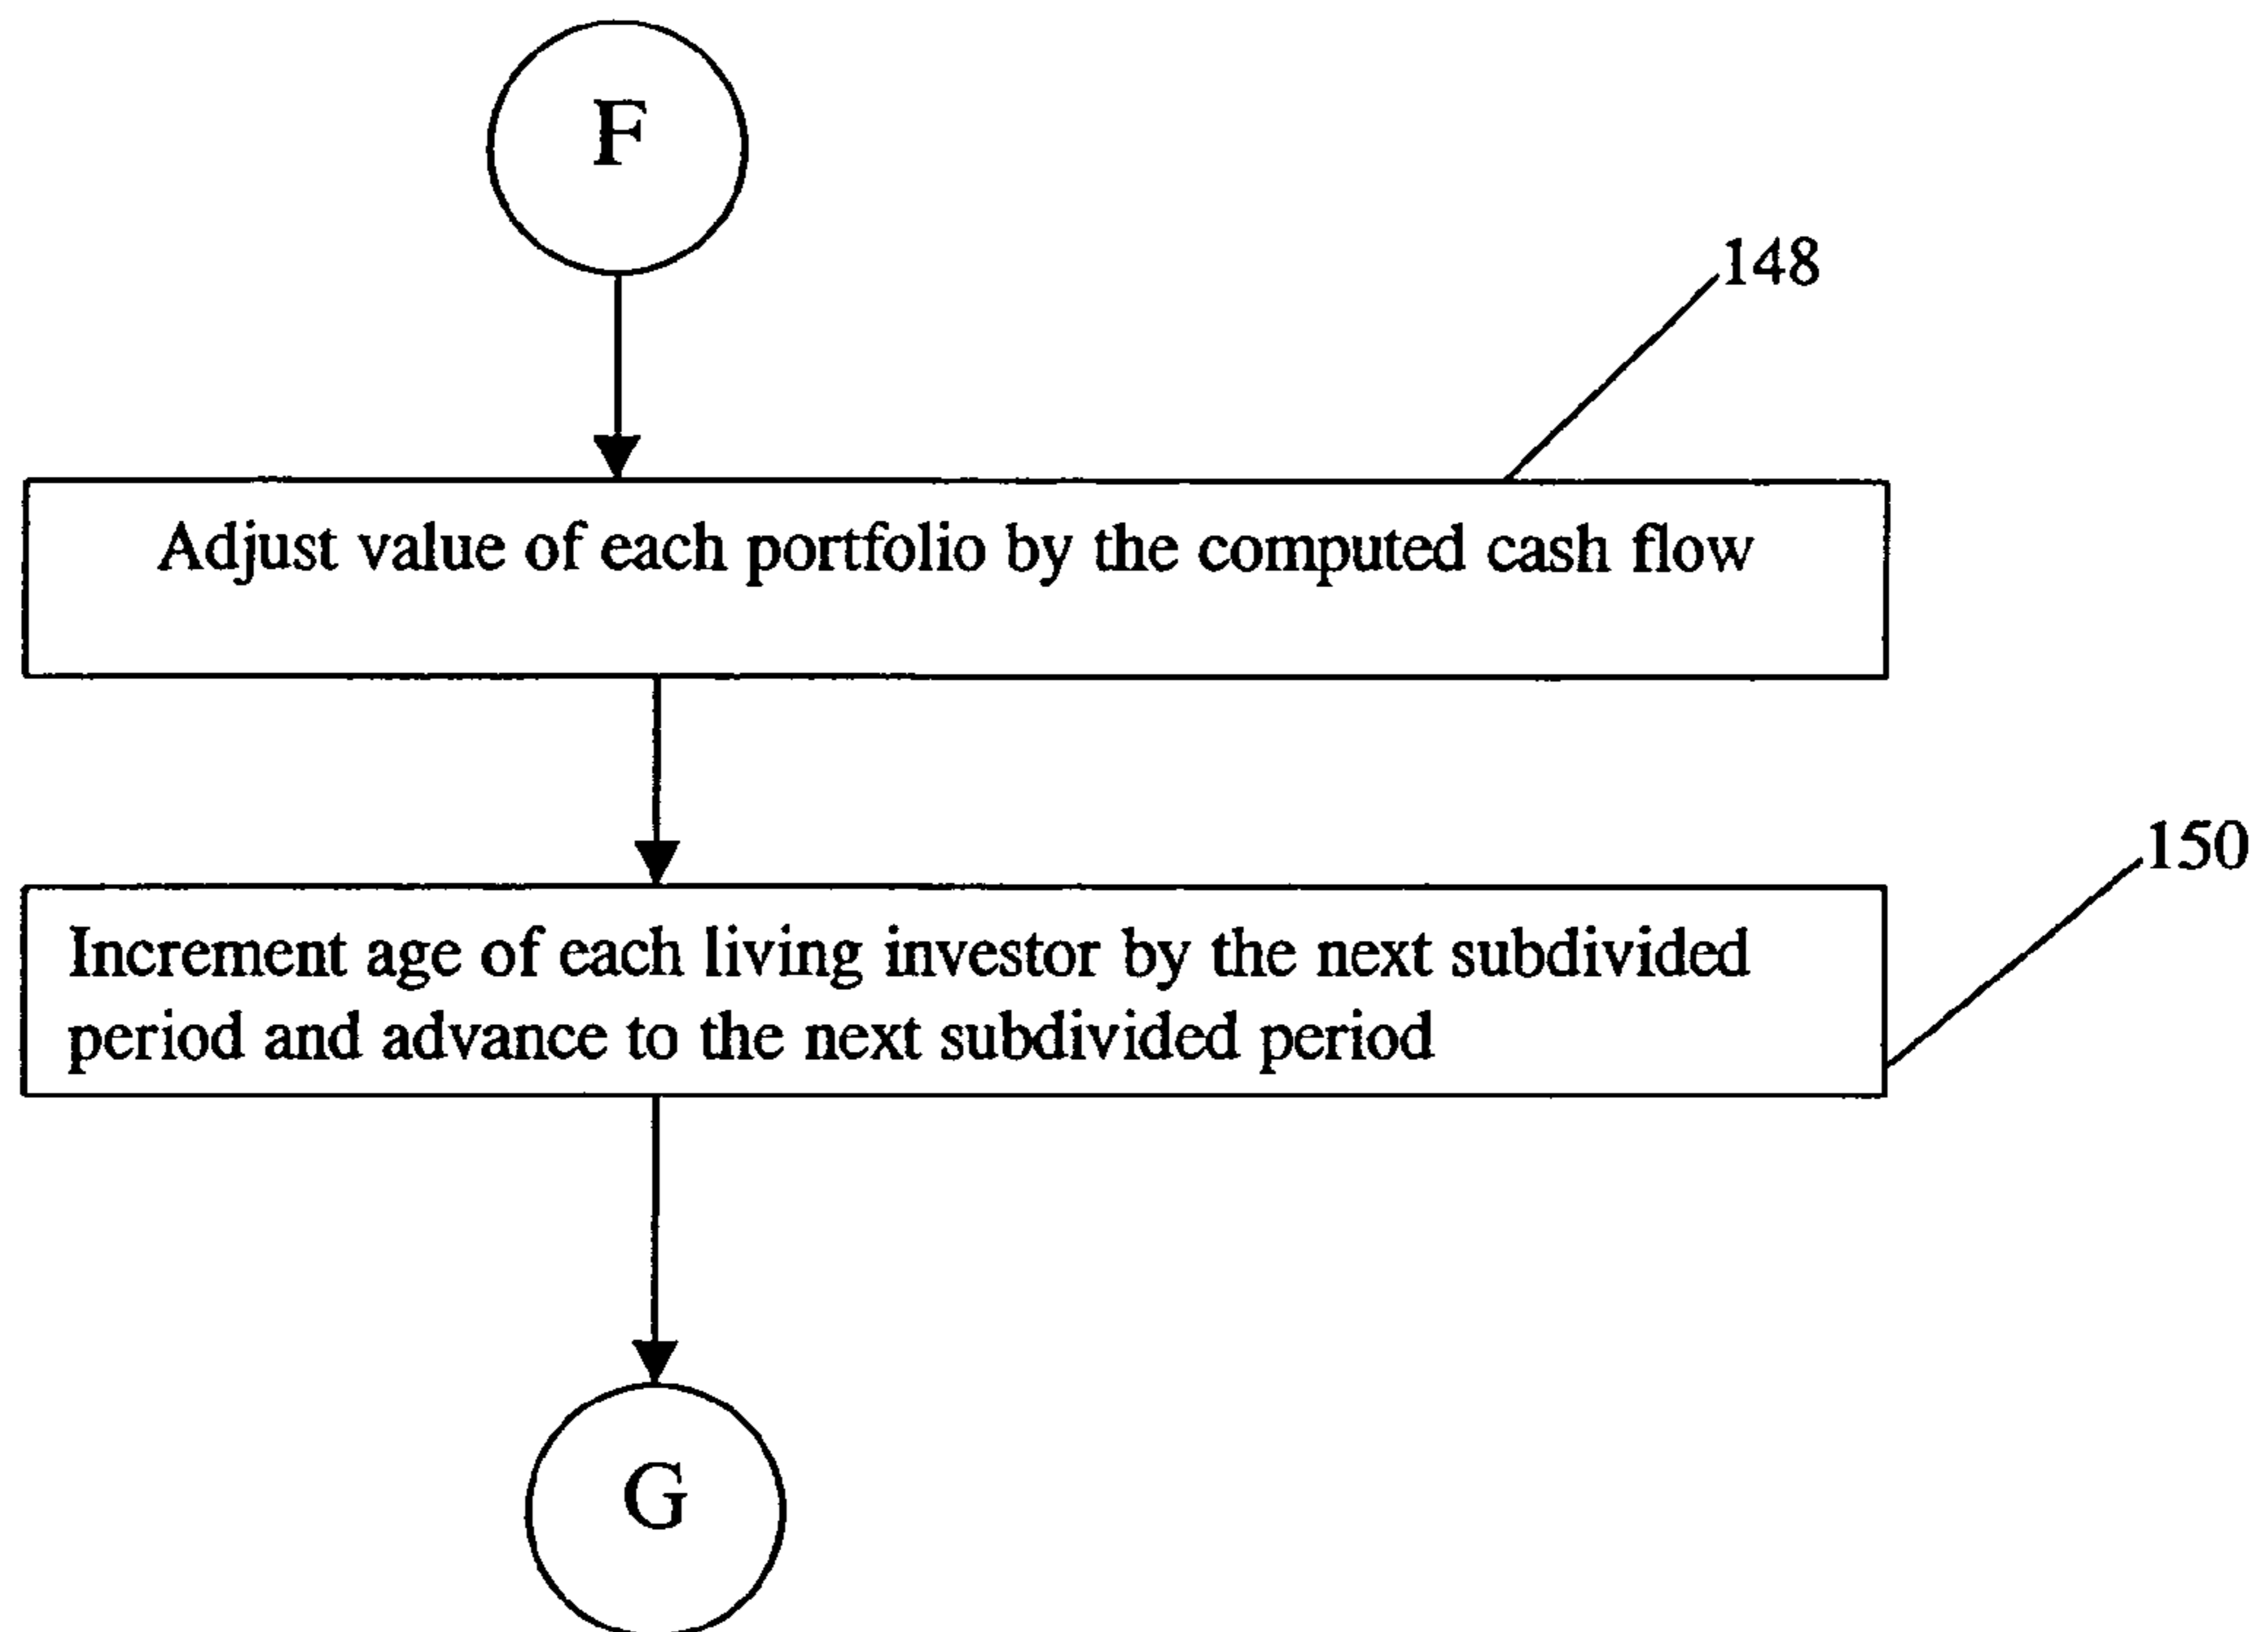 F
148
Adjust value of each portfolio by the computed cash flow
150
Increment age of each living investor by the next subdivided
period and advance to the next subdivided period
G